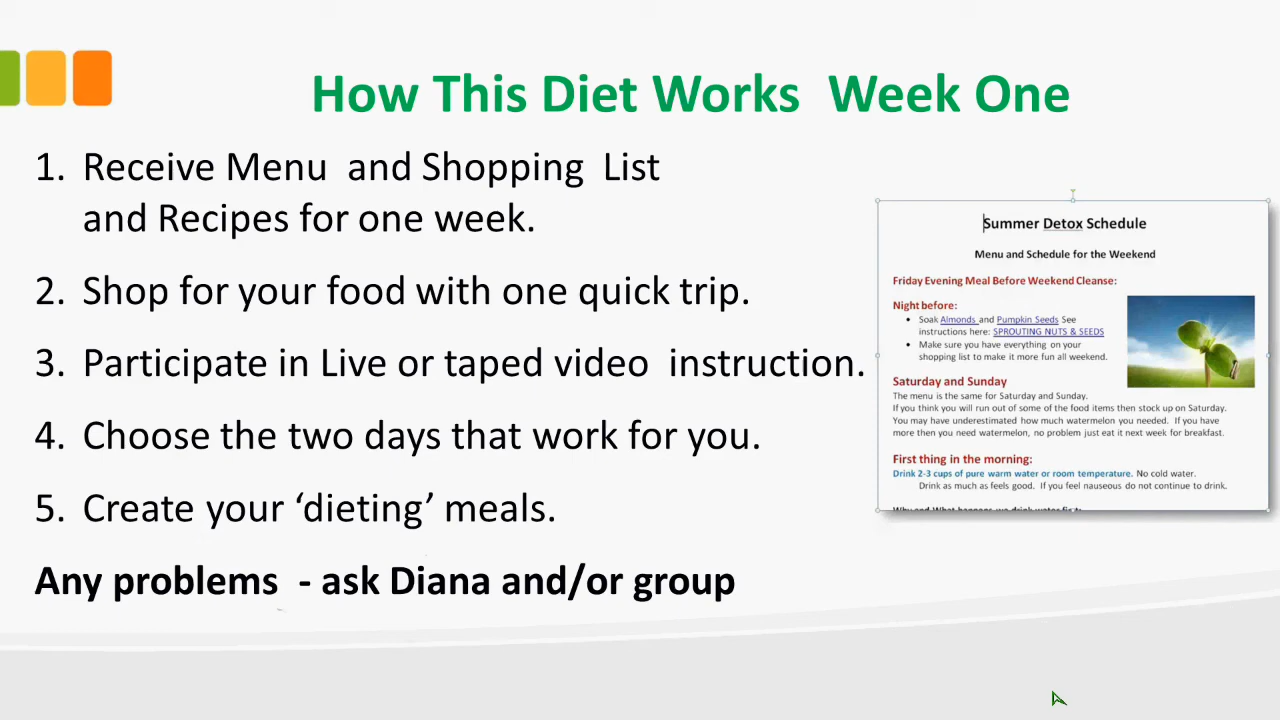 How This Diet Works  Week One
1. Receive Menu  and Shopping  List
and Recipes for one week.
2. Shop for your food with one quick trip.
3. Participate in Live or taped video  instruction.
4. Choose the two days that work for you.
5. Create your ‘dieting’ meals.
Any problems  - ask Diana and/or group
Summer Detox Schedule
Menu and Schedule for the Weekend
Friday Evening Meal Before Weekend Cleanse:
Night before:
• Soak Almonds and Pumpkin Seeds See
instructions here: SPROUTING NUTS & SEEDS
• Make sure you have everything on your
shopping list to make it more fun all weekend.
Saturday and Sunday
The menu is the same for Saturday and Sunday.
If you think you will run out of some of the food items then stock up on Saturday.
You may have underestimated how much watermelon you needed.  If you have
more then you need watermelon, no problem just eat it next week for breakfast.
First thing in the morning:
Drink 2-3 cups of pure warm water or room temperature. No cold water.
Drink as much as feels good.  If you feel nauseous do not continue to drink.
Why and What happens we drink water first: